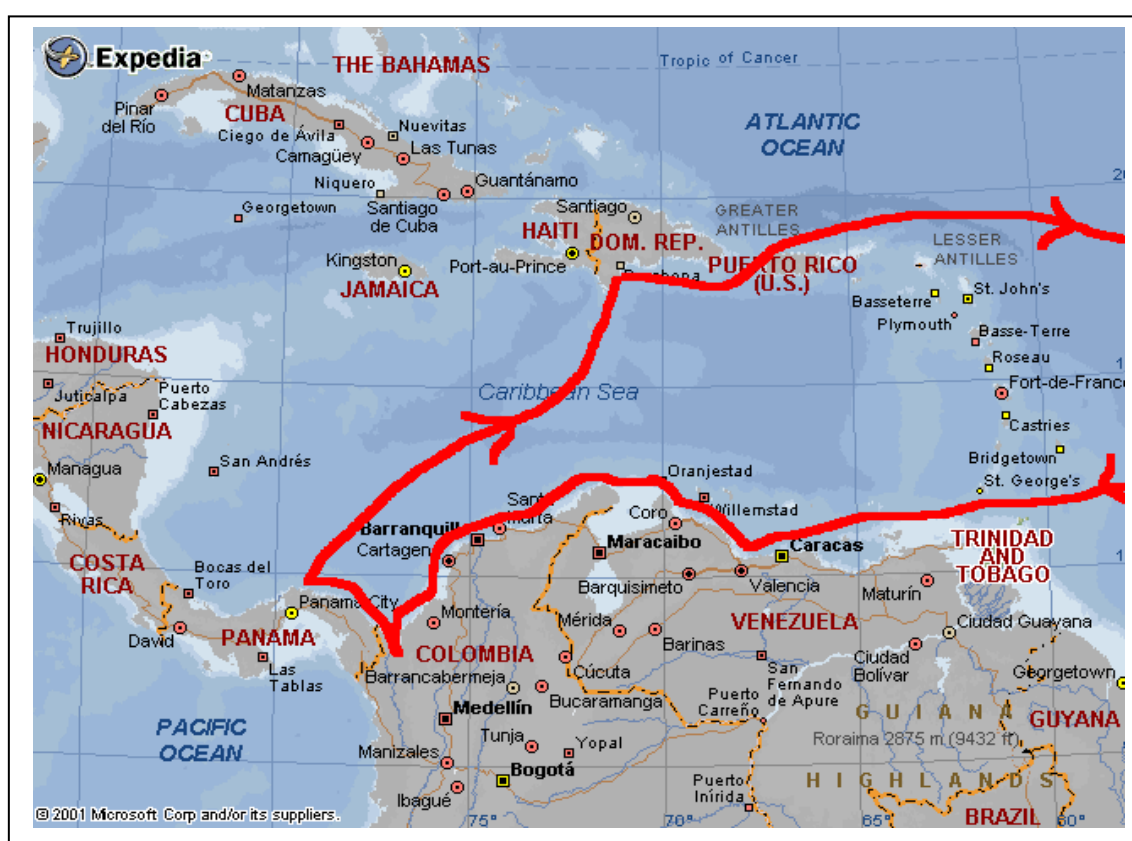 Expedia
THE BAHAMAS
Tropic of Cancer
Matanzas
Pinar
del Río
CUBA
Ciego de Ávila
Nuevitas
Camagüey
Las Tunas
ATLANTIC
OCEAN
Niquero
Guantánamo
Georgetown
Santiago
de Cuba
Santiago
GREATER
ANTILLES
HAITI
DOM. REP.
LESSER
ANTILLES
Kingston
Port-au-Prince
PUERTO RICO
(U.S.)
JAMAICA
Basseterre
St. John's
Plymouth
Trujillo
Basse-Terre
HONDURAS
Roseau
Juticalpa
Puerto
Cabezas
Caribbean Sea
Fort-de-France
NICARAGUA
Castries
Managua
San Andrés
Bridgetown
Oranjestad
St. George's
Rivas
Coro
Willemstad
Cartagen
Maracaibo
Caracas
TRINIDAD
AND
TOBAGO
COSTA
RICA
Bocas del
Toro
Barquisimeto
Valencia
Maturín
Panama City
Montería
Mérida
VENEZUELA
Ciudad Guayana
David
PANAMA
Barinas
COLOMBIA
Las
Tablas
Barrancabermeja
Cúcuta
San
Fernando
de Apure
Ciudad
Bolívar
Georgetown
Bucaramanga
Puerto
Carreño
Medellín
GUIANA
GUYANA
PACIFIC
OCEAN
Tunja
Yopal
Roraima 2875 m (9432 ft)
Manizales
Bogotá
Puerto
Inírida
HIGHLANDS
Ibagué
© 2001 Microsoft Corp and/or its suppliers.
75°
70°
65°
BRAZIL
60°